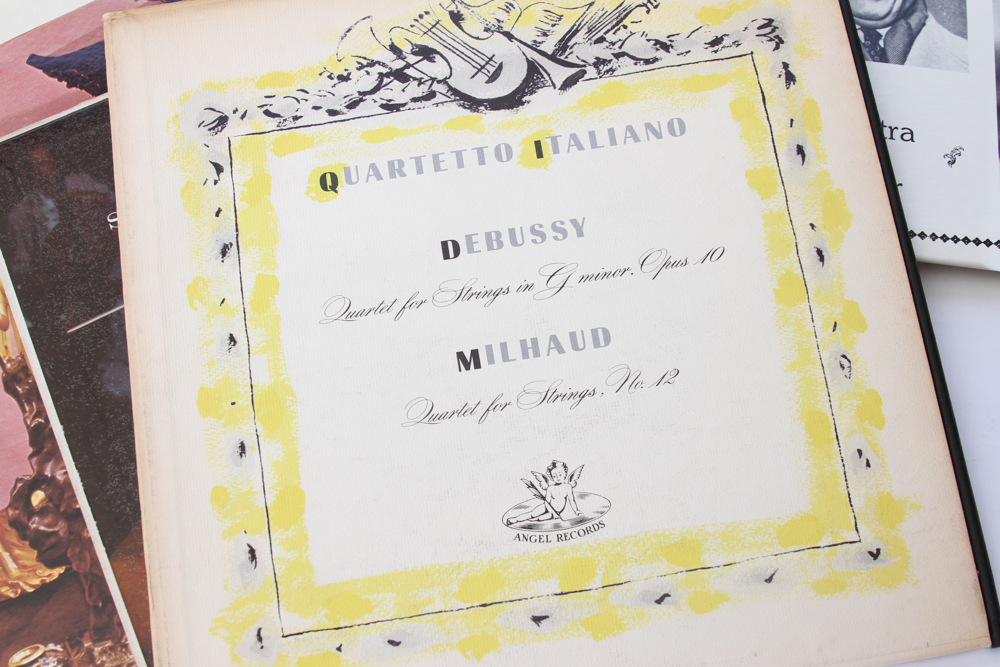 QUARTETTO ITALIANO
DEBUSSY
Quartet for Strings in G minor, Opus 10
MILHAUD
Quartet for Strings, No. 12
ANGEL RECORDS
tra
S